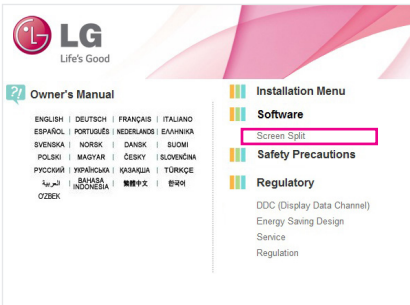 LG
Life's Good
Owner's Manual
ENGLISH | DEUTSCH | FRANÇAIS | ITALIANO
ESPAÑOL | PORTUGUÊS | NEDERLANDS | ΕΛΛΗΝΙΚΑ
SVENSKA | NORSK | DANSK | SUOMI
POLSKI | MAGYAR | ČESKY | SLOVENČINA
РУССКИЙ | УКРАЇНСЬКА | ҚАЗАҚША | TÜRKÇE
العربية | BAHASA INDONESIA | 繁體中文 | 한국어
O'ZBEK
Installation Menu
Software
Screen Split
Safety Precautions
Regulatory
DDC (Display Data Channel)
Energy Saving Design
Service
Regulation